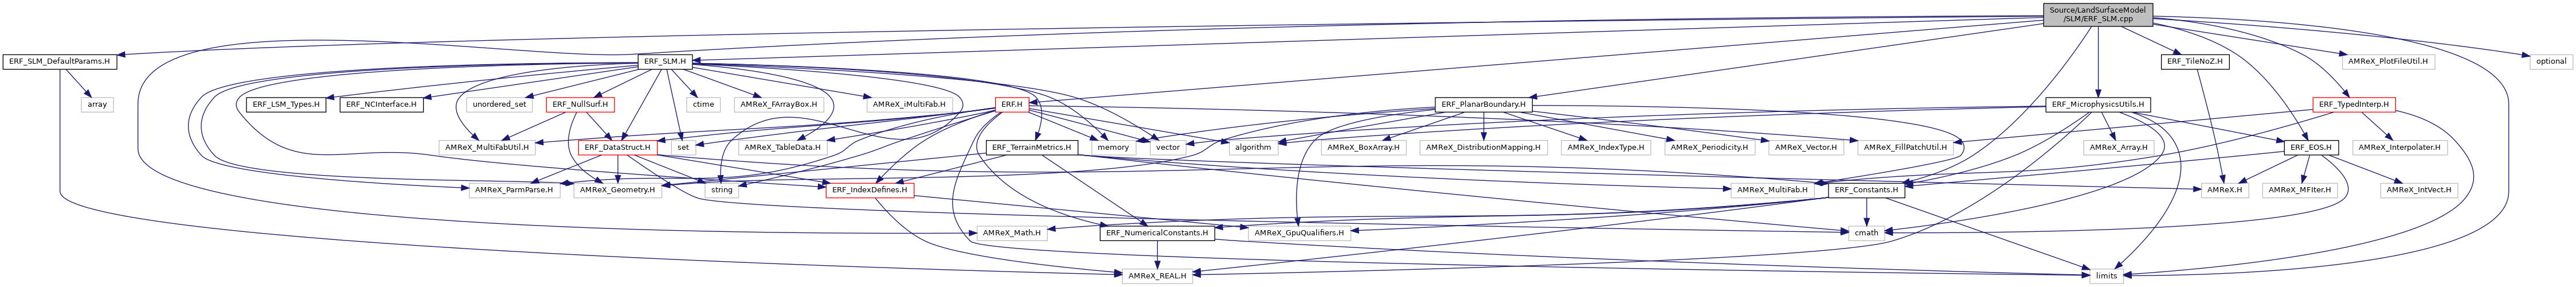 Source/LandSurfaceModel
/SLM/ERF_SLM.cpp
ERF_SLM_DefaultParams.H
ERF_SLM.H
ERF_TileNoZ.H
AMReX_PlotFileUtil.H
optional
array
ERF_LSM_Types.H
ERF_NCInterface.H
unordered_set
ERF_NullSurf.H
ctime
AMReX_FArrayBox.H
AMReX_iMultiFab.H
ERF.H
ERF_PlanarBoundary.H
ERF_MicrophysicsUtils.H
ERF_TypedInterp.H
AMReX_MultiFabUtil.H
ERF_DataStruct.H
set
AMReX_TableData.H
ERF_TerrainMetrics.H
memory
vector
algorithm
AMReX_BoxArray.H
AMReX_DistributionMapping.H
AMReX_IndexType.H
AMReX_Periodicity.H
AMReX_Vector.H
AMReX_FillPatchUtil.H
AMReX_Array.H
ERF_EOS.H
AMReX_Interpolater.H
AMReX_ParmParse.H
AMReX_Geometry.H
string
ERF_IndexDefines.H
AMReX_MultiFab.H
ERF_Constants.H
AMReX.H
AMReX_MFIter.H
AMReX_IntVect.H
AMReX_Math.H
ERF_NumericalConstants.H
AMReX_GpuQualifiers.H
cmath
AMReX_REAL.H
limits